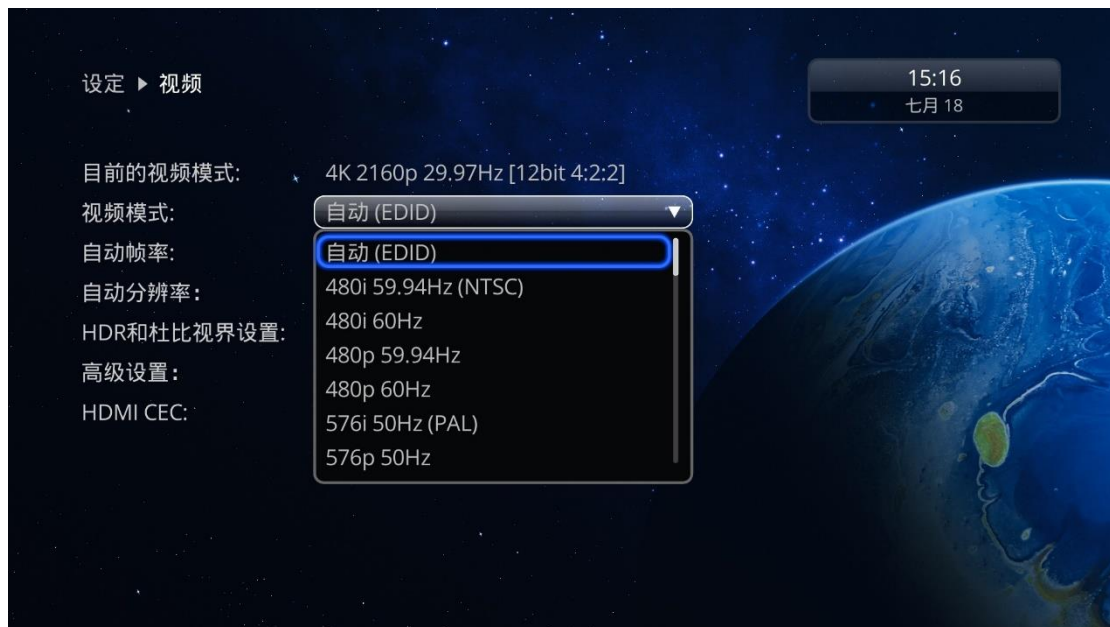 设定 ▶ 视频
15:16
七月 18
目前的视频模式: 4K 2160p 29.97Hz [12bit 4:2:2]
视频模式: 自动 (EDID)
自动帧率: 自动 (EDID)
自动分辨率: 480i 59.94Hz (NTSC)
480i 60Hz
HDR和杜比视界设置: 480p 59.94Hz
高级设置: 480p 60Hz
HDMI CEC: 576i 50Hz (PAL)
576p 50Hz